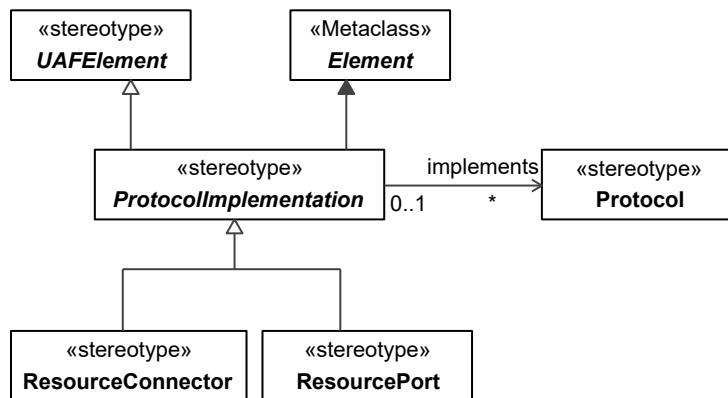 «stereotype»
UAFElement
«Metaclass»
Element
«stereotype»
ProtocolImplementation
implements
0..1
*
«stereotype»
Protocol
«stereotype»
ResourceConnector
«stereotype»
ResourcePort